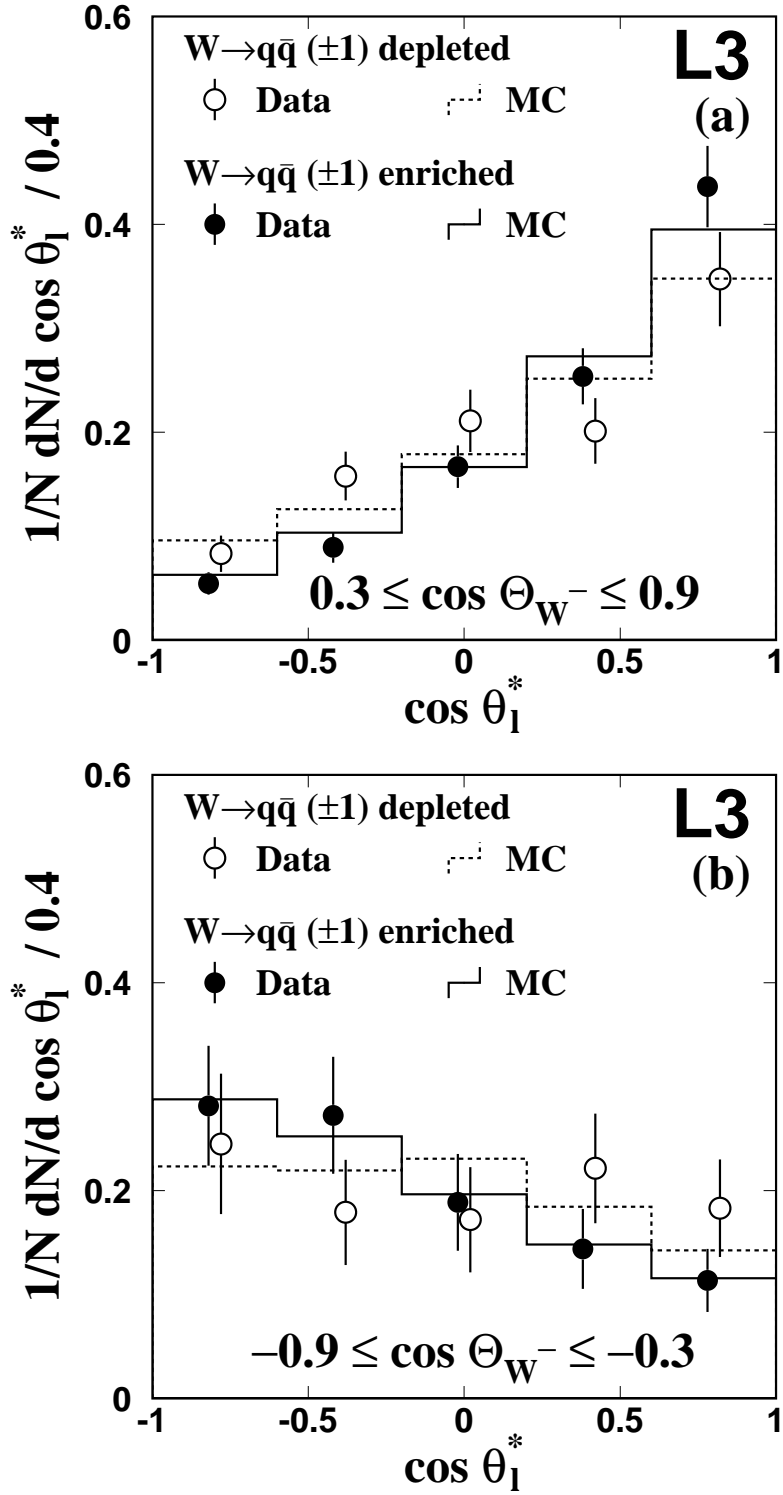 0.6
W→qq̄ (±1) depleted
L3
Data
MC
(a)
W→qq̄ (±1) enriched
Data
MC
0.4
1/N dN/d cos θₗ* / 0.4
0.2
0.3 ≤ cos Θ_W⁻ ≤ 0.9
0
-1
-0.5
0
0.5
1
cos θₗ*
0.6
W→qq̄ (±1) depleted
L3
Data
MC
(b)
W→qq̄ (±1) enriched
Data
MC
0.4
1/N dN/d cos θₗ* / 0.4
0.2
−0.9 ≤ cos Θ_W⁻ ≤ −0.3
0
-1
-0.5
0
0.5
1
cos θₗ*